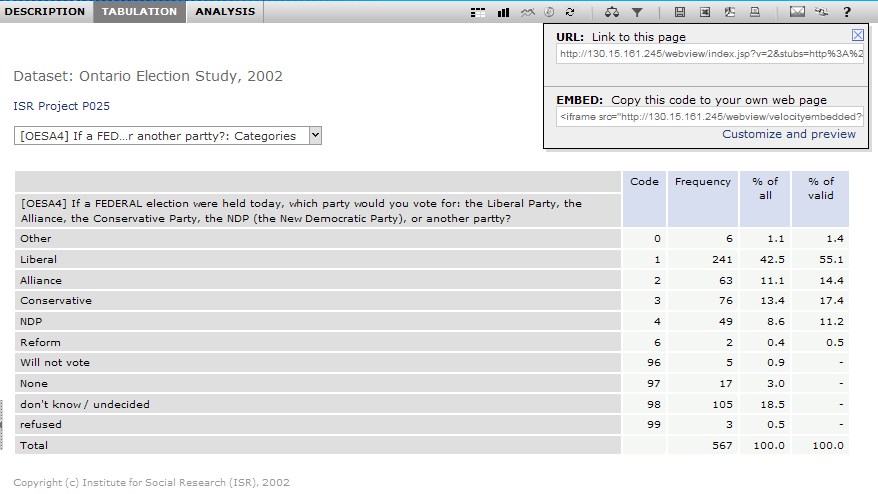 DESCRIPTION TABULATION ANALYSIS ?
URL: Link to this page
http://130.15.161.245/webview/index.jsp?v=2&stubs=http%3A%2
EMBED: Copy this code to your own web page
<iframe src="http://130.15.161.245/webview/velocityembedded?
Customize and preview
Dataset: Ontario Election Study, 2002
ISR Project P025
[OESA4] If a FED...r another partty?: Categories
Code Frequency % of all % of valid
[OESA4] If a FEDERAL election were held today, which party would you vote for: the Liberal Party, the
Alliance, the Conservative Party, the NDP (the New Democratic Party), or another partty?
Other 0 6 1.1 1.4
Liberal 1 241 42.5 55.1
Alliance 2 63 11.1 14.4
Conservative 3 76 13.4 17.4
NDP 4 49 8.6 11.2
Reform 6 2 0.4 0.5
Will not vote 96 5 0.9 -
None 97 17 3.0 -
don't know / undecided 98 105 18.5 -
refused 99 3 0.5 -
Total 567 100.0 100.0
Copyright (c) Institute for Social Research (ISR), 2002